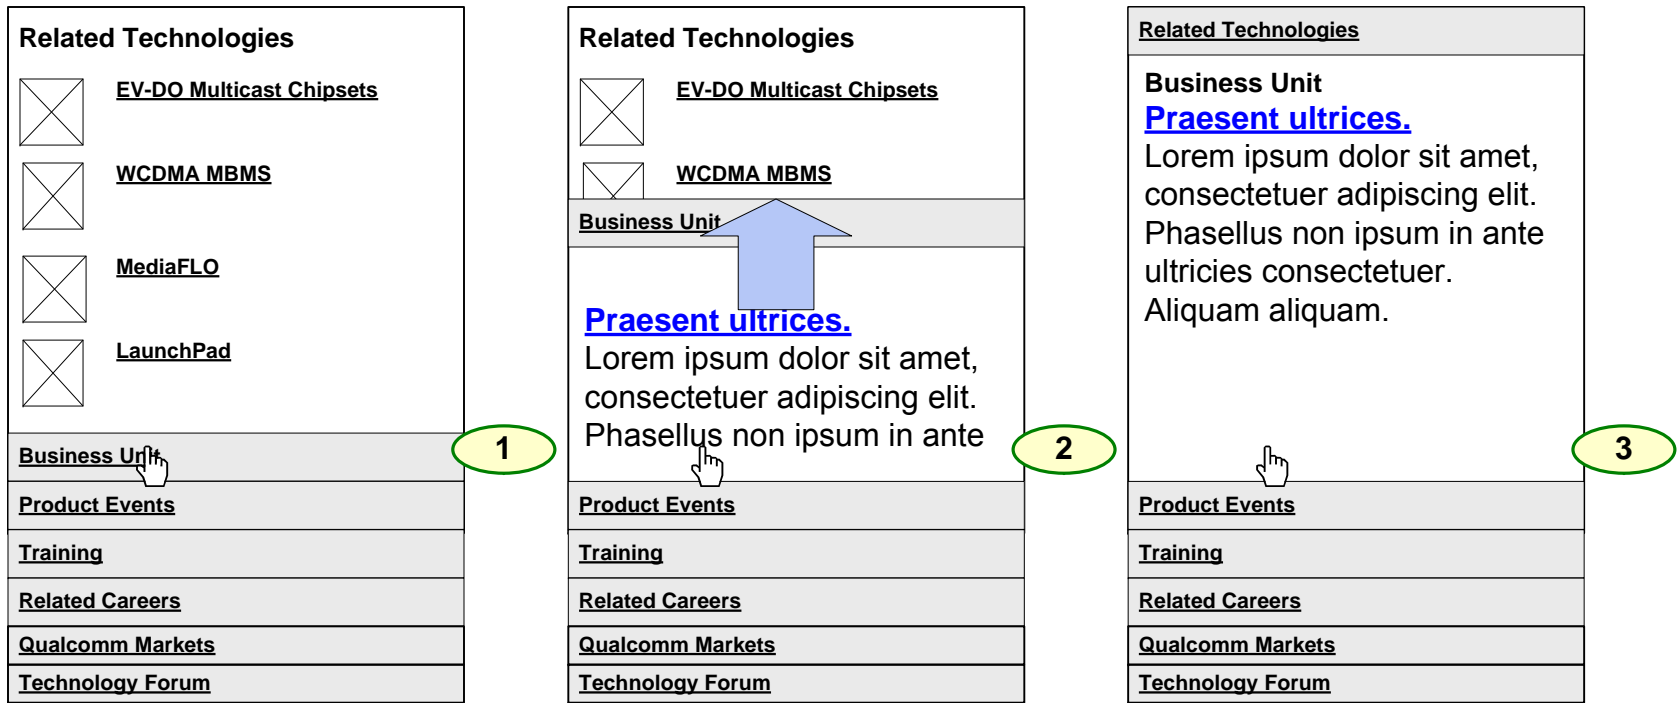 Related Technologies
EV-DO Multicast Chipsets
WCDMA MBMS
MediaFLO
LaunchPad
Business Unit
Product Events
Training
Related Careers
Qualcomm Markets
Technology Forum
1
Related Technologies
EV-DO Multicast Chipsets
WCDMA MBMS
Business Unit
Praesent ultrices.
Lorem ipsum dolor sit amet,
consectetuer adipiscing elit.
Phasellus non ipsum in ante
Product Events
Training
Related Careers
Qualcomm Markets
Technology Forum
2
Related Technologies
Business Unit
Praesent ultrices.
Lorem ipsum dolor sit amet,
consectetuer adipiscing elit.
Phasellus non ipsum in ante
ultricies consectetuer.
Aliquam aliquam.
Product Events
Training
Related Careers
Qualcomm Markets
Technology Forum
3